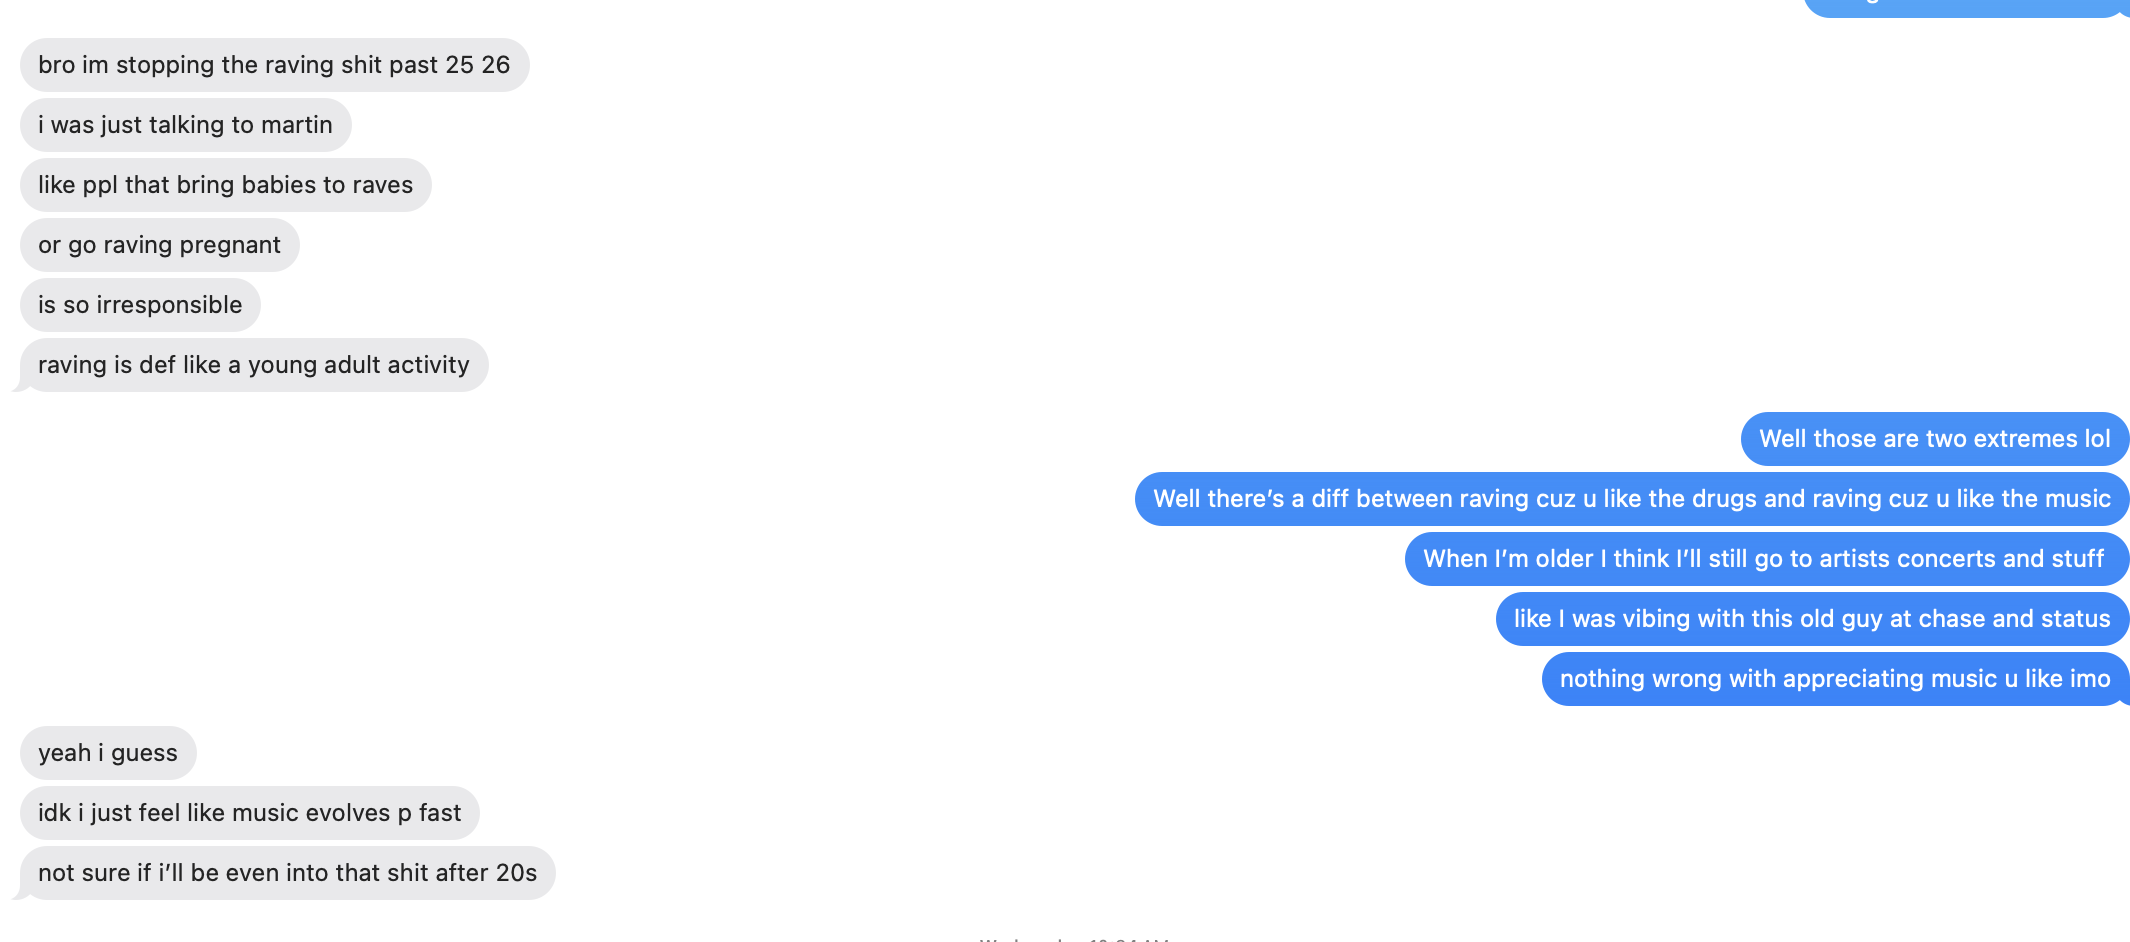 bro im stopping the raving shit past 25 26
i was just talking to martin
like ppl that bring babies to raves
or go raving pregnant
is so irresponsible
raving is def like a young adult activity
Well those are two extremes lol
Well there’s a diff between raving cuz u like the drugs and raving cuz u like the music
When I’m older I think I’ll still go to artists concerts and stuff
like I was vibing with this old guy at chase and status
nothing wrong with appreciating music u like imo
yeah i guess
idk i just feel like music evolves p fast
not sure if i’ll be even into that shit after 20s